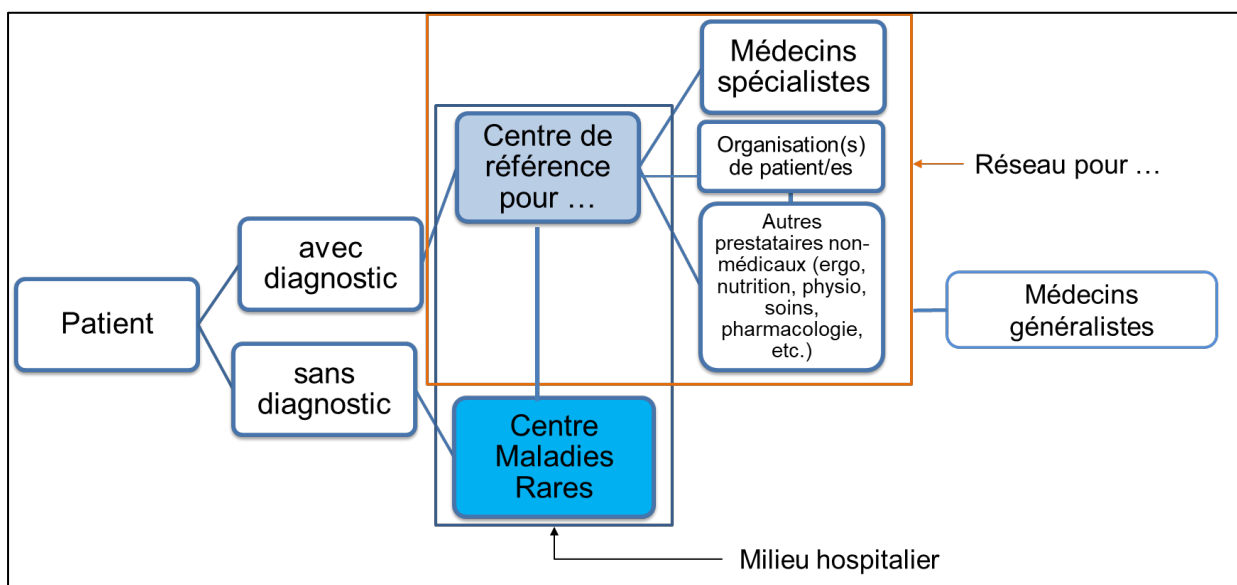 Patient
avec
diagnostic
sans
diagnostic
Centre de
référence
pour …
Centre
Maladies
Rares
Médecins
spécialistes
Organisation(s)
de patient/es
Autres
prestataires non-
médicaux (ergo,
nutrition, physio,
soins,
pharmacologie,
etc.)
Réseau pour …
Médecins
généralistes
Milieu hospitalier